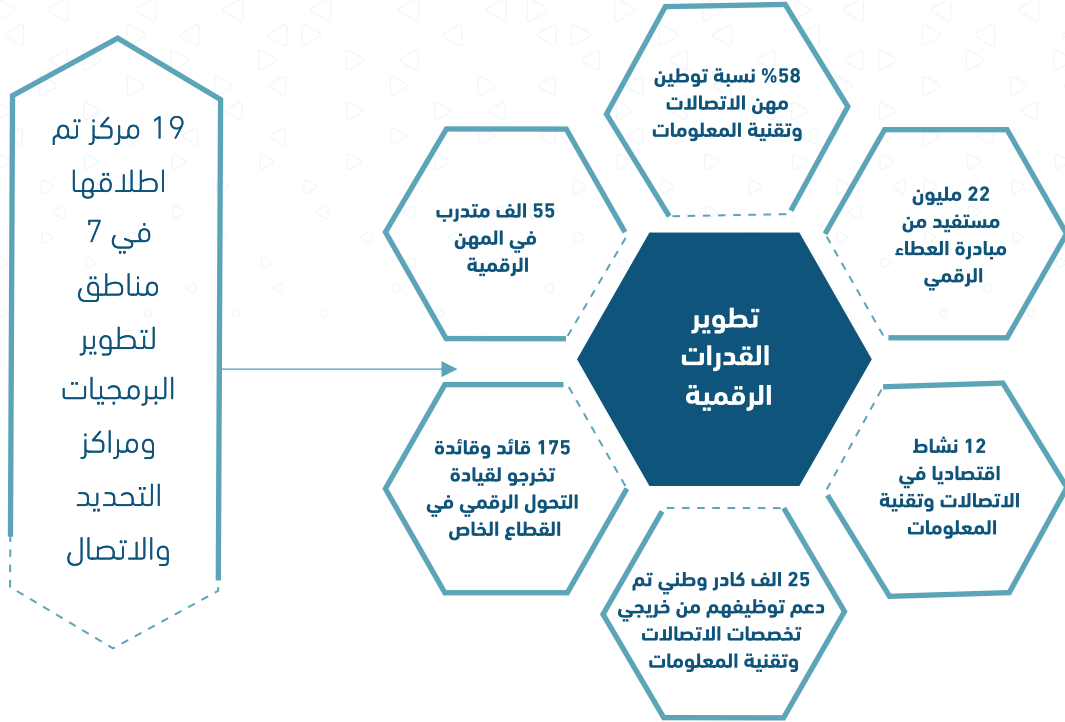 %58 نسبة توطين
مهن الاتصالات
وتقنية المعلومات
22 مليون
مستفيد من
مبادرة العطاء
الرقمي
12 نشاط
اقتصاديا في
الاتصالات وتقنية
المعلومات
25 الف كادر وطني تم
دعم توظيفهم من خريجي
تخصصات الاتصالات
وتقنية المعلومات
175 قائد وقائدة
تخرجو لقيادة
التحول الرقمي في
القطاع الخاص
55 الف متدرب
في المهن
الرقمية
تطوير
القدرات
الرقمية
19 مركز تم
اطلاقها
في 7
مناطق
لتطوير
البرمجيات
ومراكز
التحديد
والاتصال